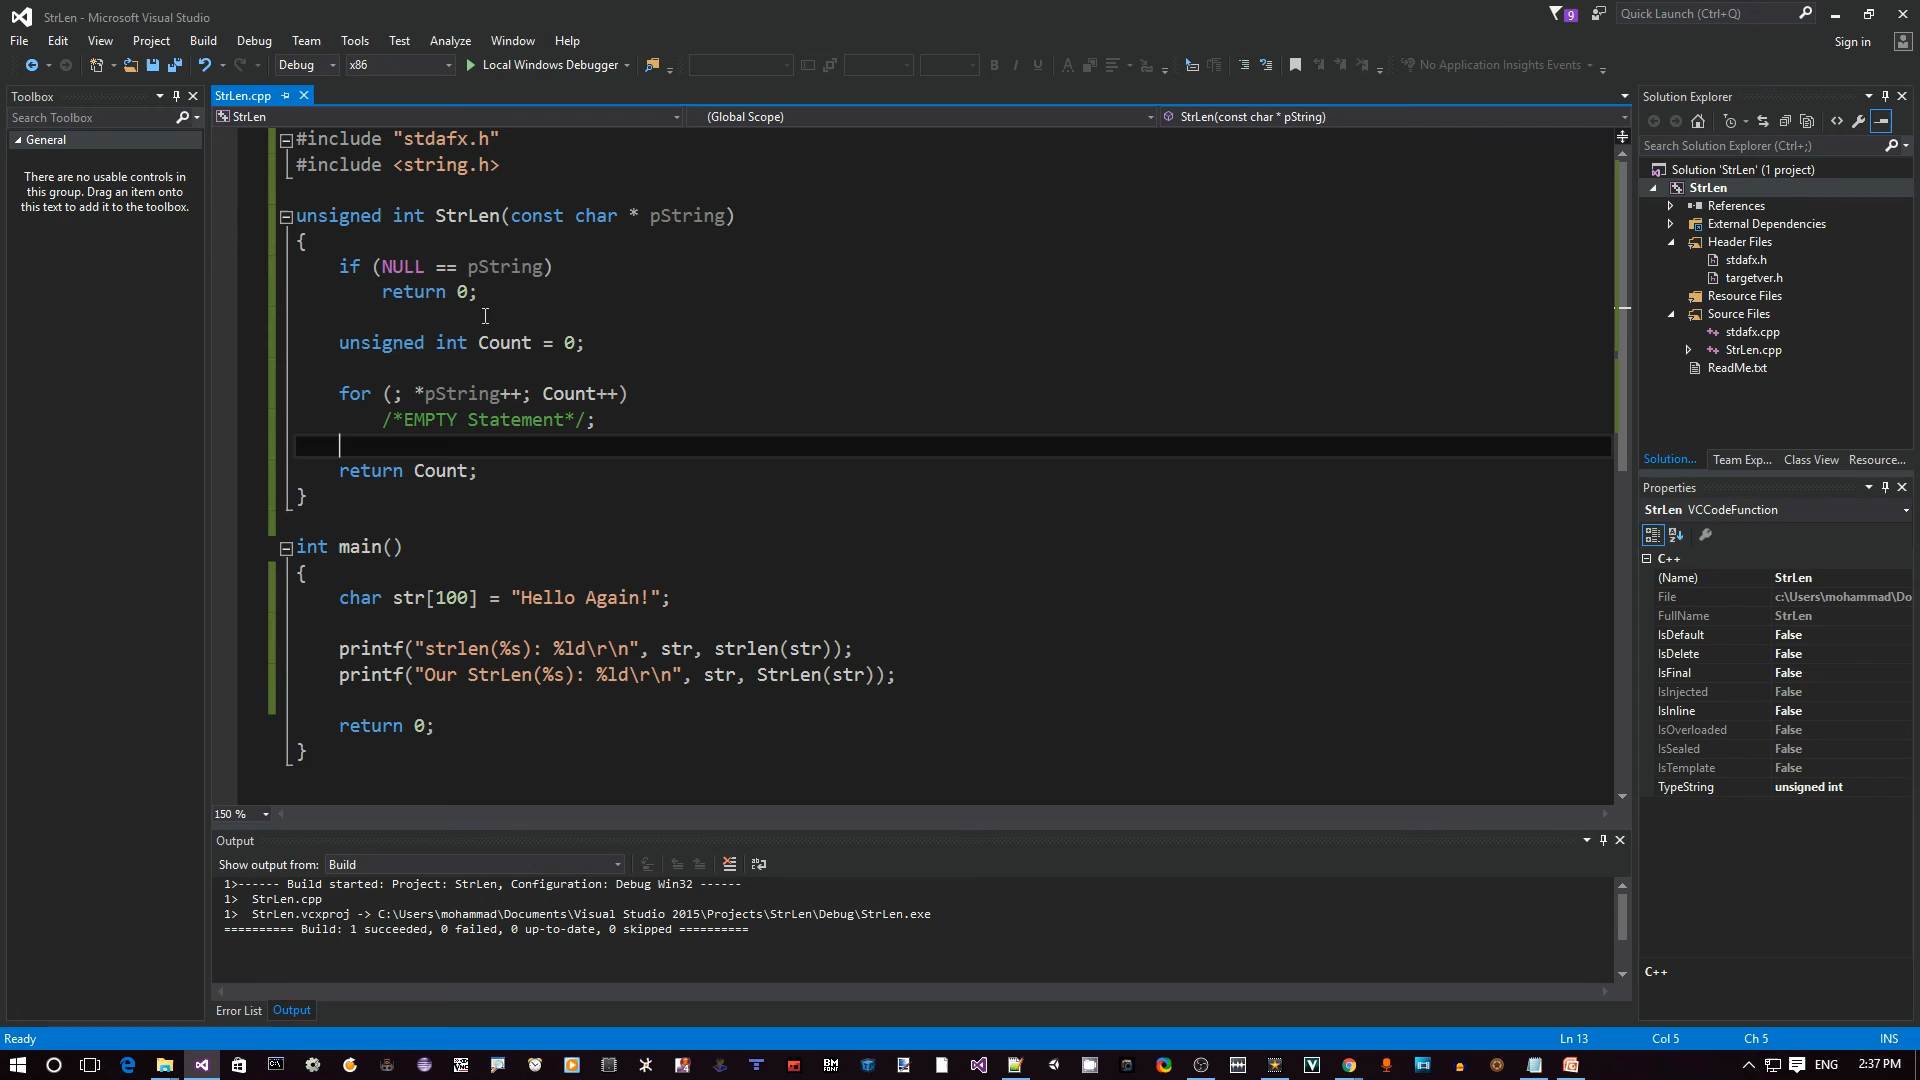 StrLen - Microsoft Visual Studio
9
Quick Launch (Ctrl+Q)
File Edit View Project Build Debug Team Tools Test Analyze Window Help
Sign in
Debug x86 Local Windows Debugger
No Application Insights Events
Toolbox
Search Toolbox
General
There are no usable controls in
this group. Drag an item onto
this text to add it to the toolbox.
StrLen.cpp
StrLen (Global Scope) StrLen(const char * pString)
#include "stdafx.h"
#include <string.h>
unsigned int StrLen(const char * pString)
{
if (NULL == pString)
return 0;
unsigned int Count = 0;
for (; *pString++; Count++)
/*EMPTY Statement*/;
return Count;
}
int main()
{
char str[100] = "Hello Again!";
printf("strlen(%s): %ld\r\n", str, strlen(str));
printf("Our StrLen(%s): %ld\r\n", str, StrLen(str));
return 0;
}
150 %
Output
Show output from: Build
1>------ Build started: Project: StrLen, Configuration: Debug Win32 ------
1> StrLen.cpp
1> StrLen.vcxproj -> C:\Users\mohammad\Documents\Visual Studio 2015\Projects\StrLen\Debug\StrLen.exe
========== Build: 1 succeeded, 0 failed, 0 up-to-date, 0 skipped ==========
Error List Output
Solution Explorer
Search Solution Explorer (Ctrl+;)
Solution 'StrLen' (1 project)
StrLen
References
External Dependencies
Header Files
stdafx.h
targetver.h
Resource Files
Source Files
stdafx.cpp
StrLen.cpp
ReadMe.txt
Solution... Team Exp... Class View Resource...
Properties
StrLen VCCodeFunction
C++
(Name) StrLen
File c:\Users\mohammad\Do
FullName StrLen
IsDefault False
IsDelete False
IsFinal False
IsInjected False
IsInline False
IsOverloaded False
IsSealed False
IsTemplate False
TypeString unsigned int
C++
Ready Ln 13 Col 5 Ch 5 INS
ENG 2:37 PM